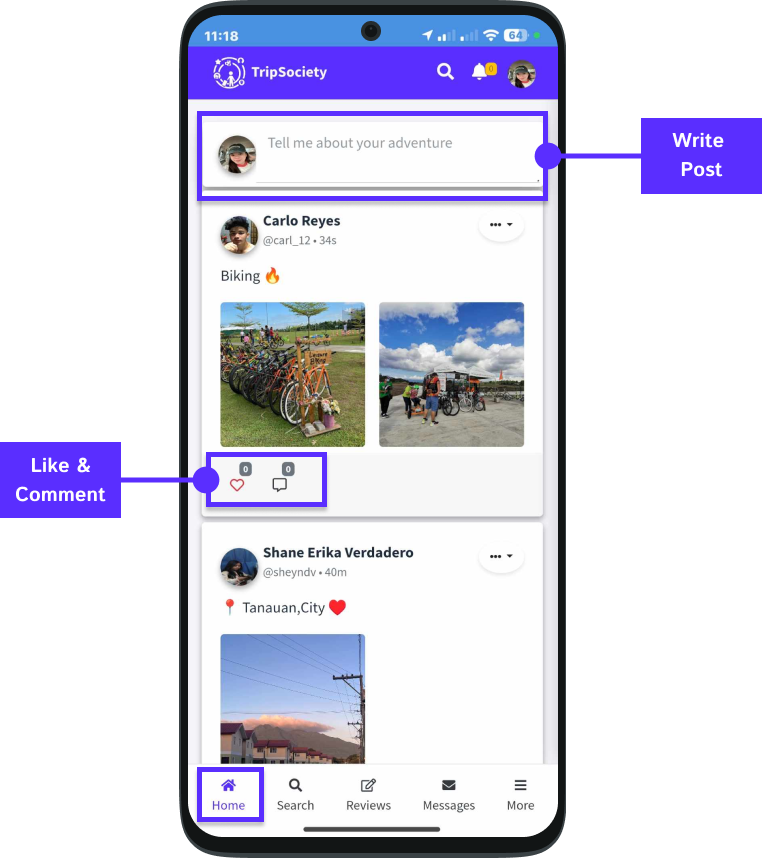 11:18
64
TripSociety
0
Tell me about your adventure
Write
Post
Carlo Reyes
@carl_12 • 34s
Biking 🔥
Like &
Comment
0
0
Shane Erika Verdadero
@sheyndv • 40m
📍 Tanauan,City ❤️
Home
Search
Reviews
Messages
More